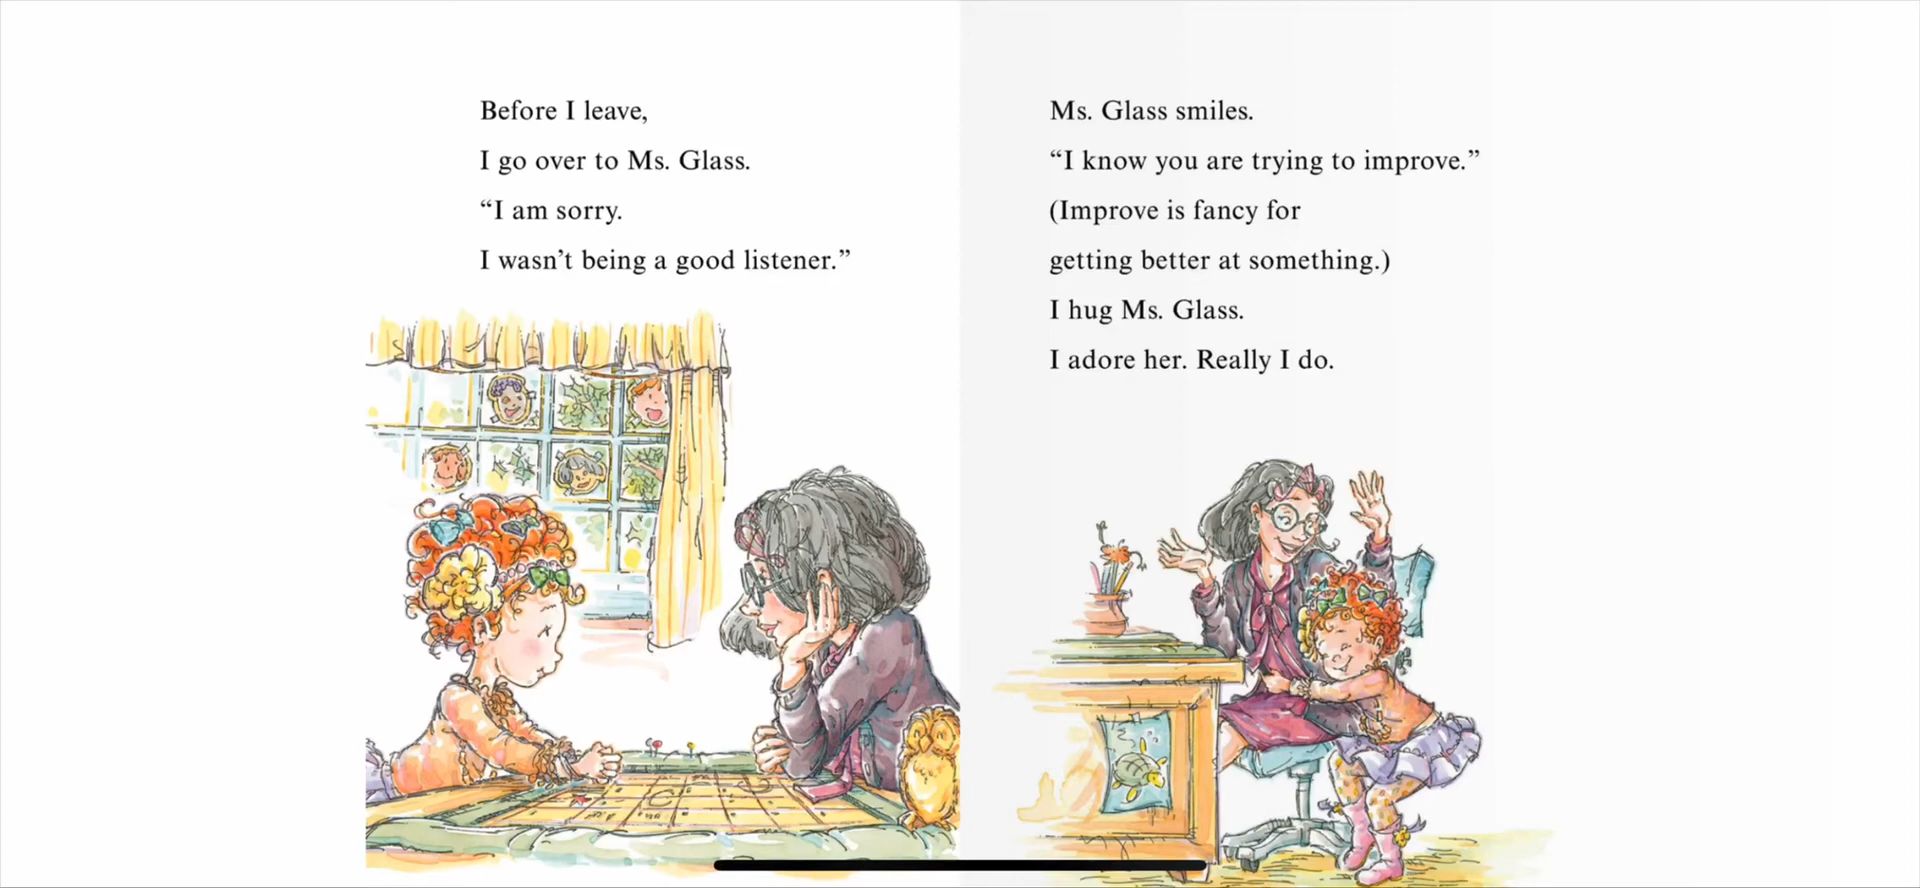 Before I leave,
I go over to Ms. Glass.
“I am sorry.
I wasn’t being a good listener.”
Ms. Glass smiles.
“I know you are trying to improve.”
(Improve is fancy for
getting better at something.)
I hug Ms. Glass.
I adore her. Really I do.